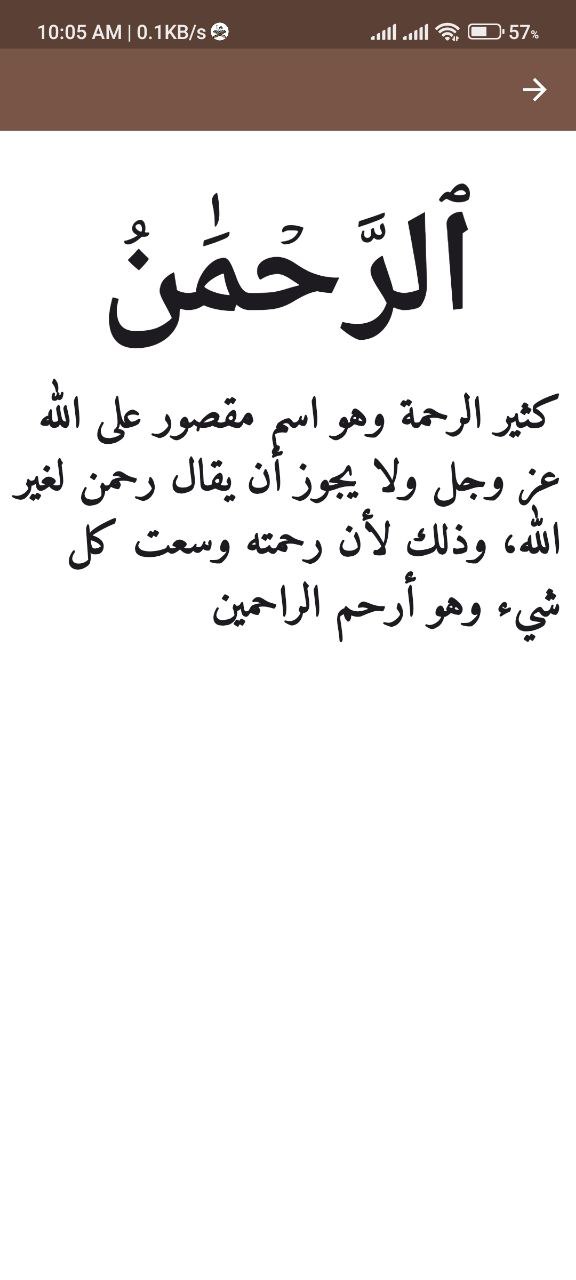 10:05 AM | 0.1KB/s 57%
ٱلرَّحۡمَٰنُ
كثير الرحمة وهو اسم مقصور على الله
عز وجل ولا يجوز أن يقال رحمن لغير
الله، وذلك لأن رحمته وسعت كل
شيء وهو أرحم الراحمين